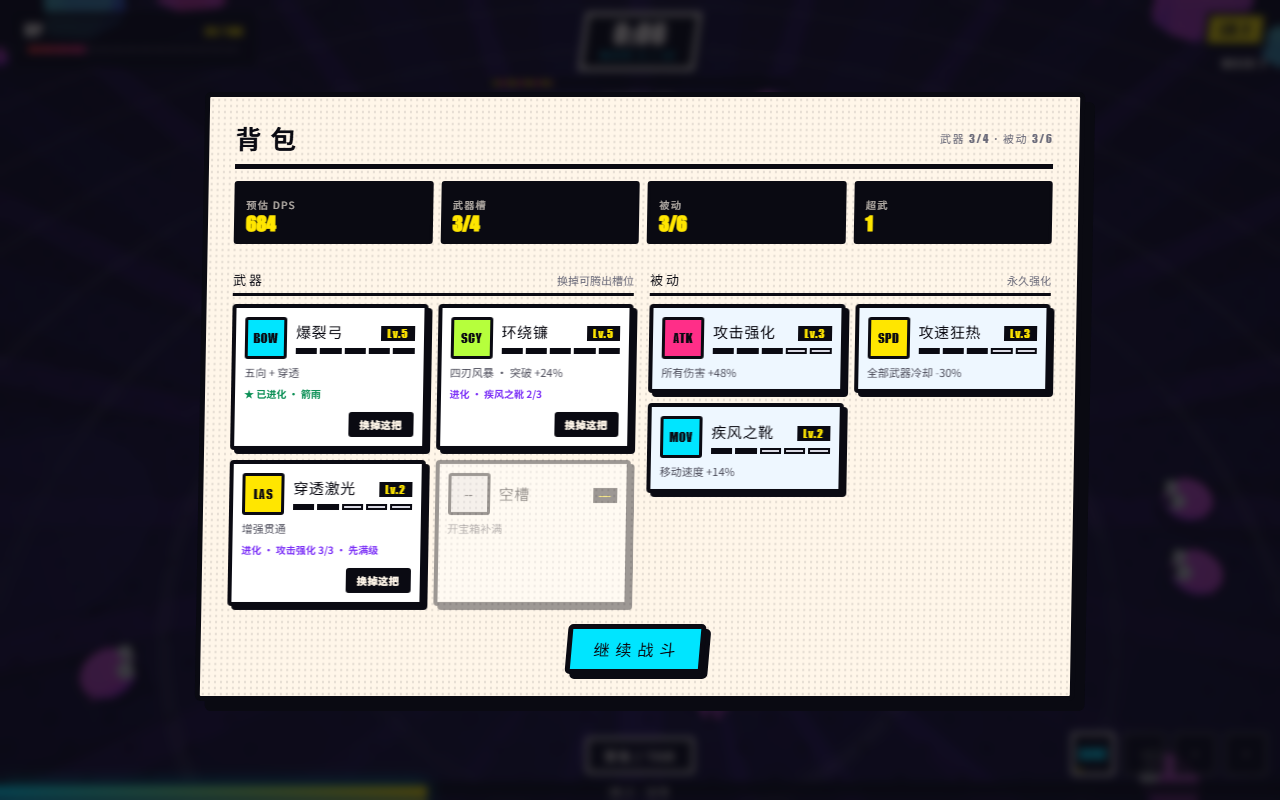 背包
武器 3/4 · 被动 3/6
预估 DPS
684
武器槽
3/4
被动
3/6
超武
1
武器
换掉可腾出槽位
BOW
爆裂弓
Lv.5
五向 + 穿透
★ 已进化 · 箭雨
换掉这把
SCY
环绕镰
Lv.5
四刃风暴 · 突破 +24%
进化 · 疾风之靴 2/3
换掉这把
LAS
穿透激光
Lv.2
增强贯通
进化 · 攻击强化 3/3 · 先满级
换掉这把
—
空槽
—
开宝箱补满
被动
永久强化
ATK
攻击强化
Lv.3
所有伤害 +48%
SPD
攻速狂热
Lv.3
全部武器冷却 -30%
MOV
疾风之靴
Lv.2
移动速度 +14%
继续战斗